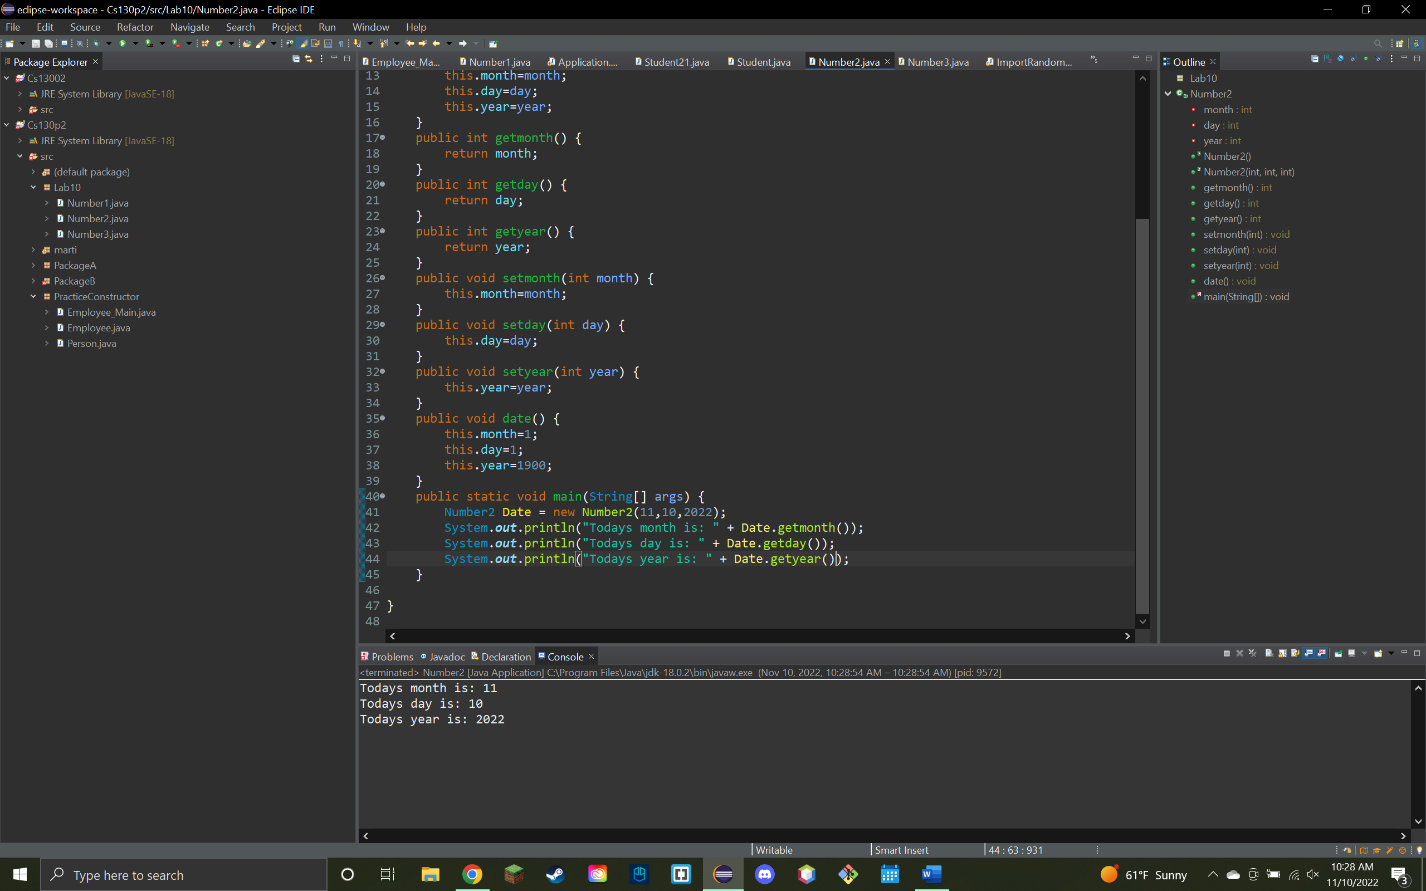 eclipse-workspace - Cs130p2/src/Lab10/Number2.java - Eclipse IDE
File Edit Source Refactor Navigate Search Project Run Window Help
Package Explorer
Cs13002
JRE System Library [JavaSE-18]
src
Cs130p2
JRE System Library [JavaSE-18]
src
(default package)
Lab10
Number1.java
Number2.java
Number3.java
marti
PackageA
PackageB
PracticeConstructor
Employee_Main.java
Employee.java
Person.java
Employee_Ma... Number1.java Application.... Student21.java Student.java Number2.java Number3.java ImportRandom...
13 this.month=month;
14 this.day=day;
15 this.year=year;
16 }
17 public int getmonth() {
18 return month;
19 }
20 public int getday() {
21 return day;
22 }
23 public int getyear() {
24 return year;
25 }
26 public void setmonth(int month) {
27 this.month=month;
28 }
29 public void setday(int day) {
30 this.day=day;
31 }
32 public void setyear(int year) {
33 this.year=year;
34 }
35 public void date() {
36 this.month=1;
37 this.day=1;
38 this.year=1900;
39 }
40 public static void main(String[] args) {
41 Number2 Date = new Number2(11,10,2022);
42 System.out.println("Todays month is: " + Date.getmonth());
43 System.out.println("Todays day is: " + Date.getday());
44 System.out.println("Todays year is: " + Date.getyear());
45 }
46
47 }
48
Outline
Lab10
Number2
month : int
day : int
year : int
Number2()
Number2(int, int, int)
getmonth() : int
getday() : int
getyear() : int
setmonth(int) : void
setday(int) : void
setyear(int) : void
date() : void
main(String[]) : void
Problems Javadoc Declaration Console
<terminated> Number2 [Java Application] C:\Program Files\Java\jdk-18.0.2\bin\javaw.exe (Nov 10, 2022, 10:28:54 AM – 10:28:54 AM) [pid: 9572]
Todays month is: 11
Todays day is: 10
Todays year is: 2022
Writable Smart Insert 44 : 63 : 931
Type here to search
61°F Sunny
10:28 AM
11/10/2022
3